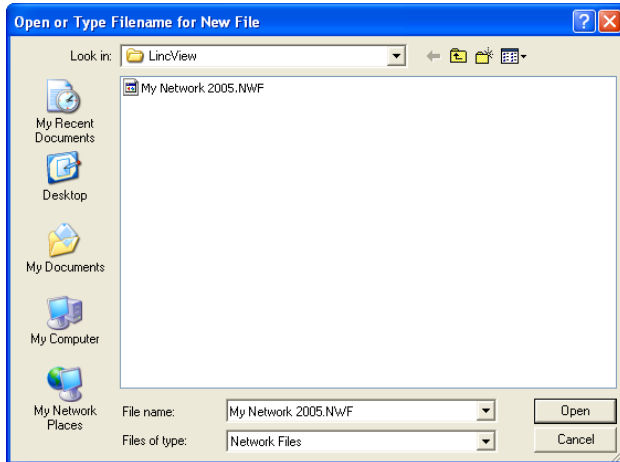 Open or Type Filename for New File
Look in: LincView
My Network 2005.NWF
My Recent
Documents
Desktop
My Documents
My Computer
My Network
Places
File name: My Network 2005.NWF Open
Files of type: Network Files Cancel